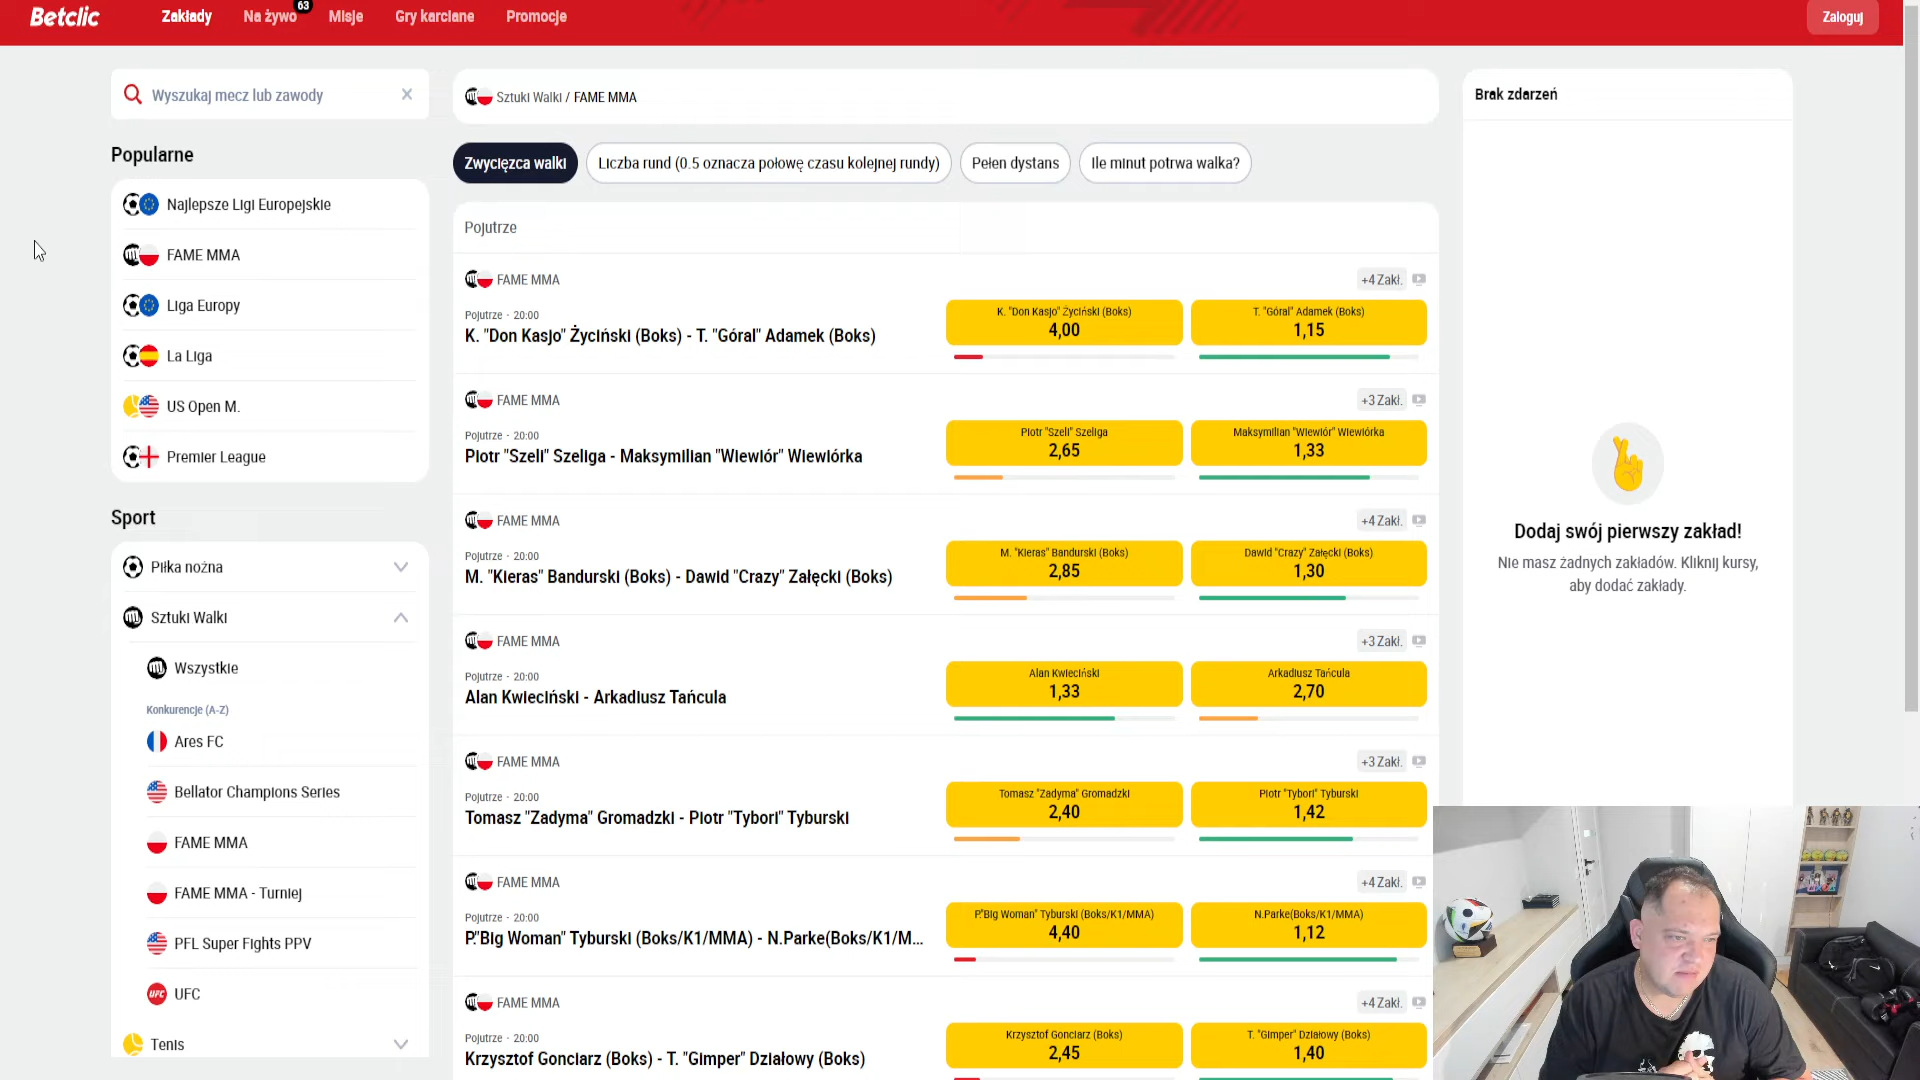 Betclic
Zakłady
Na żywo
63
Misje
Gry karciane
Promocje
Zaloguj
Wyszukaj mecz lub zawody
Sztuki Walki / FAME MMA
Brak zdarzeń
Popularne
Zwycięzca walki
Liczba rund (0.5 oznacza połowę czasu kolejnej rundy)
Pełen dystans
Ile minut potrwa walka?
Najlepsze Ligi Europejskie
FAME MMA
Liga Europy
La Liga
US Open M.
Premier League
Sport
Piłka nożna
Sztuki Walki
Wszystkie
Konkurencje (A-Z)
Ares FC
Bellator Champions Series
FAME MMA
FAME MMA - Turniej
PFL Super Fights PPV
UFC
UFC
Tenis
Pojutrze
FAME MMA
+4 Zakł.
Pojutrze - 20:00
K. "Don Kasjo" Życiński (Boks) - T. "Góral" Adamek (Boks)
K. "Don Kasjo" Życiński (Boks)
4,00
T. "Góral" Adamek (Boks)
1,15
FAME MMA
+3 Zakł.
Pojutrze - 20:00
Piotr "Szeli" Szeliga - Maksymilian "Wiewiór" Wiewiórka
Piotr "Szeli" Szeliga
2,65
Maksymilian "Wiewiór" Wiewiórka
1,33
FAME MMA
+4 Zakł.
Pojutrze - 20:00
M. "Kieras" Bandurski (Boks) - Dawid "Crazy" Załęcki (Boks)
M. "Kieras" Bandurski (Boks)
2,85
Dawid "Crazy" Załęcki (Boks)
1,30
FAME MMA
+3 Zakł.
Pojutrze - 20:00
Alan Kwieciński - Arkadiusz Tańcula
Alan Kwieciński
1,33
Arkadiusz Tańcula
2,70
FAME MMA
+3 Zakł.
Pojutrze - 20:00
Tomasz "Zadyma" Gromadzki - Piotr "Tybori" Tyburski
Tomasz "Zadyma" Gromadzki
2,40
Piotr "Tybori" Tyburski
1,42
FAME MMA
+4 Zakł.
Pojutrze - 20:00
P."Big Woman" Tyburski (Boks/K1/MMA) - N.Parke(Boks/K1/M...
P."Big Woman" Tyburski (Boks/K1/MMA)
4,40
N.Parke(Boks/K1/MMA)
1,12
FAME MMA
+4 Zakł.
Pojutrze - 20:00
Krzysztof Gonciarz (Boks) - T. "Gimper" Działowy (Boks)
Krzysztof Gonciarz (Boks)
2,45
T. "Gimper" Działowy (Boks)
1,40
Dodaj swój pierwszy zakład!
Nie masz żadnych zakładów. Kliknij kursy,
aby dodać zakłady.